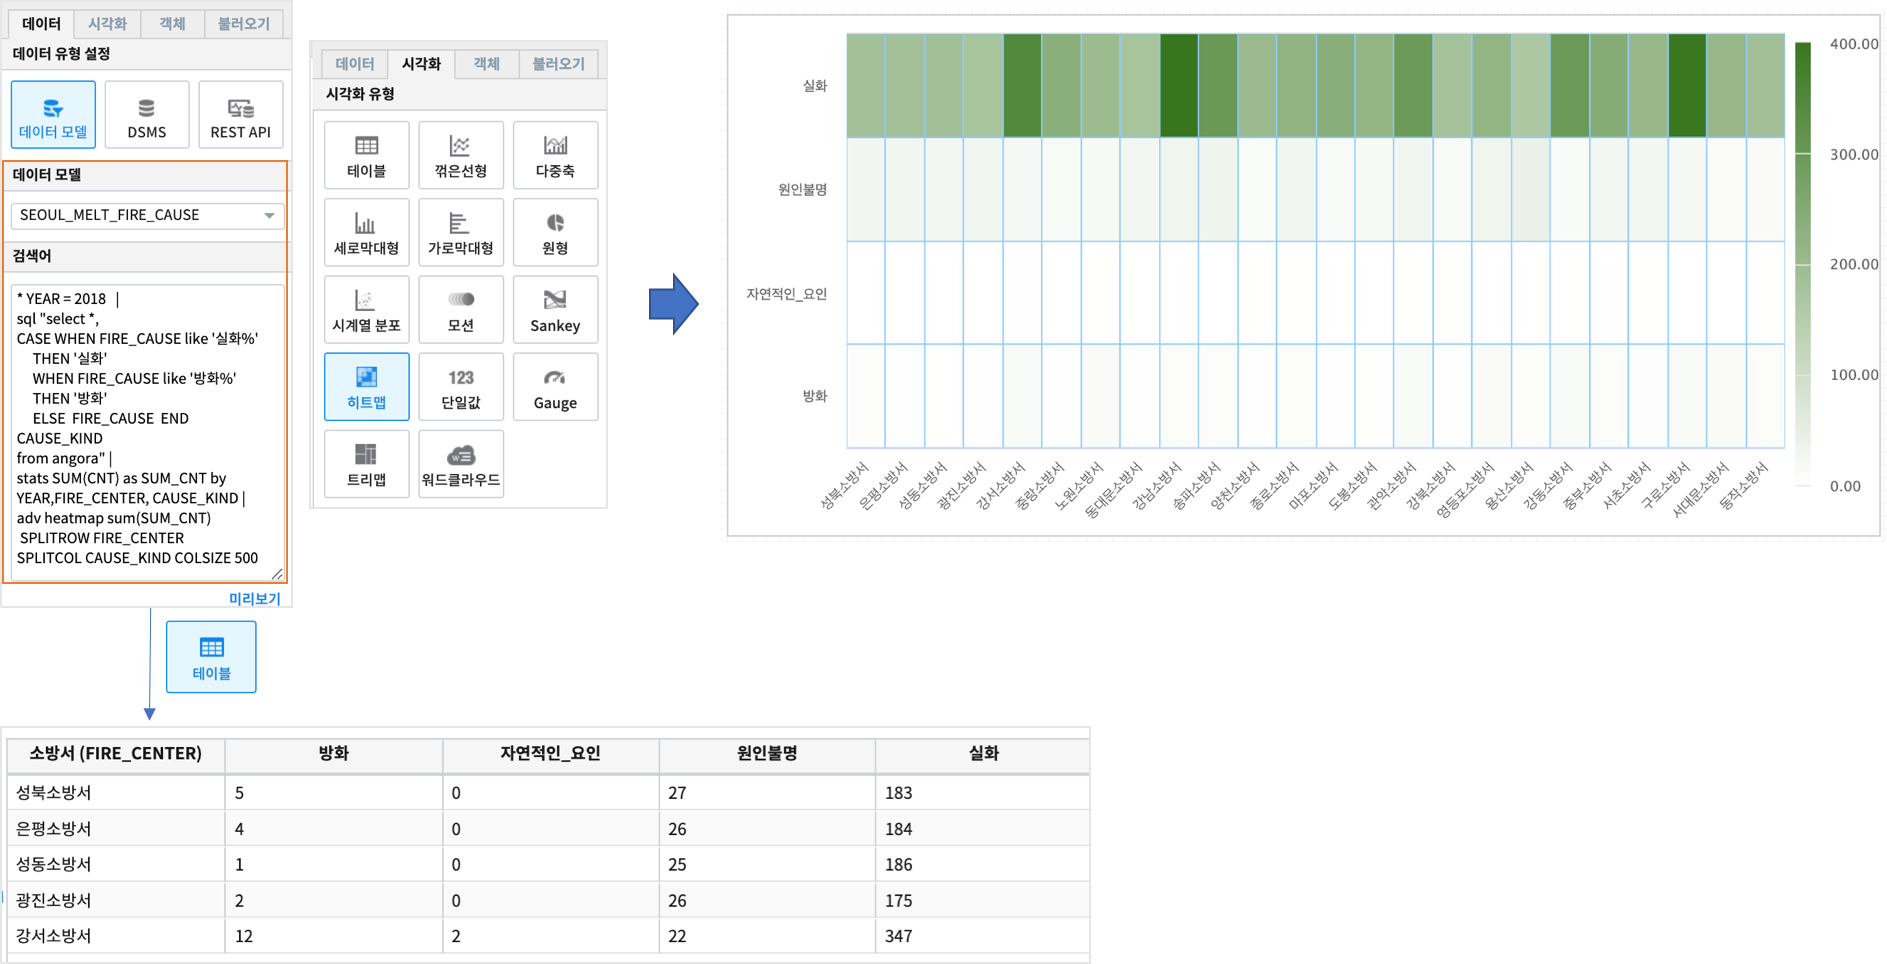 데이터 시각화 객체 불러오기
데이터 유형 설정
데이터 모델 DSMS REST API
데이터 모델
SEOUL_MELT_FIRE_CAUSE
검색어
* YEAR = 2018 |
sql "select *,
CASE WHEN FIRE_CAUSE like '실화%'
THEN '실화'
WHEN FIRE_CAUSE like '방화%'
THEN '방화'
ELSE FIRE_CAUSE END
CAUSE_KIND
from angora" |
stats SUM(CNT) as SUM_CNT by
YEAR,FIRE_CENTER, CAUSE_KIND |
adv heatmap sum(SUM_CNT)
SPLITROW FIRE_CENTER
SPLITCOL CAUSE_KIND COLSIZE 500
미리보기
테이블
데이터 시각화 객체 불러오기
시각화 유형
테이블 꺾은선형 다중축
세로막대형 가로막대형 원형
시계열 분포 모션 Sankey
히트맵 123 단일값 Gauge
트리맵 워드클라우드
실화
원인불명
자연적인_요인
방화
성북소방서 은평소방서 성동소방서 광진소방서 강서소방서 중랑소방서 노원소방서 동대문소방서 강남소방서 송파소방서 양천소방서 종로소방서 마포소방서 도봉소방서 관악소방서 강북소방서 영등포소방서 용산소방서 강동소방서 중부소방서 서초소방서 구로소방서 서대문소방서 동작소방서
400.00
300.00
200.00
100.00
0.00
소방서 (FIRE_CENTER) 방화 자연적인_요인 원인불명 실화
성북소방서 5 0 27 183
은평소방서 4 0 26 184
성동소방서 1 0 25 186
광진소방서 2 0 26 175
강서소방서 12 2 22 347